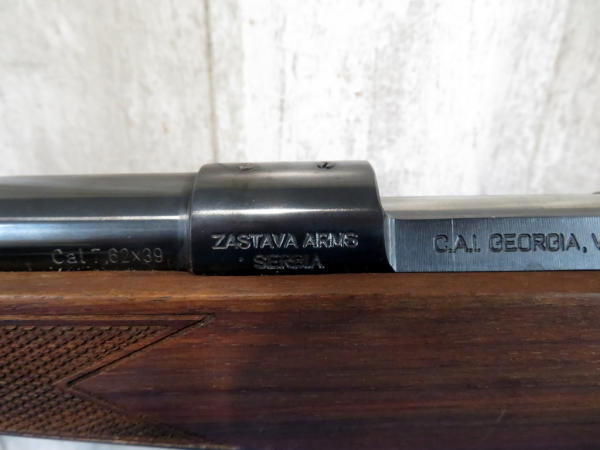 Cal.7,62x39
ZASTAVA ARMS
SERBIA
C.A.I. GEORGIA, V